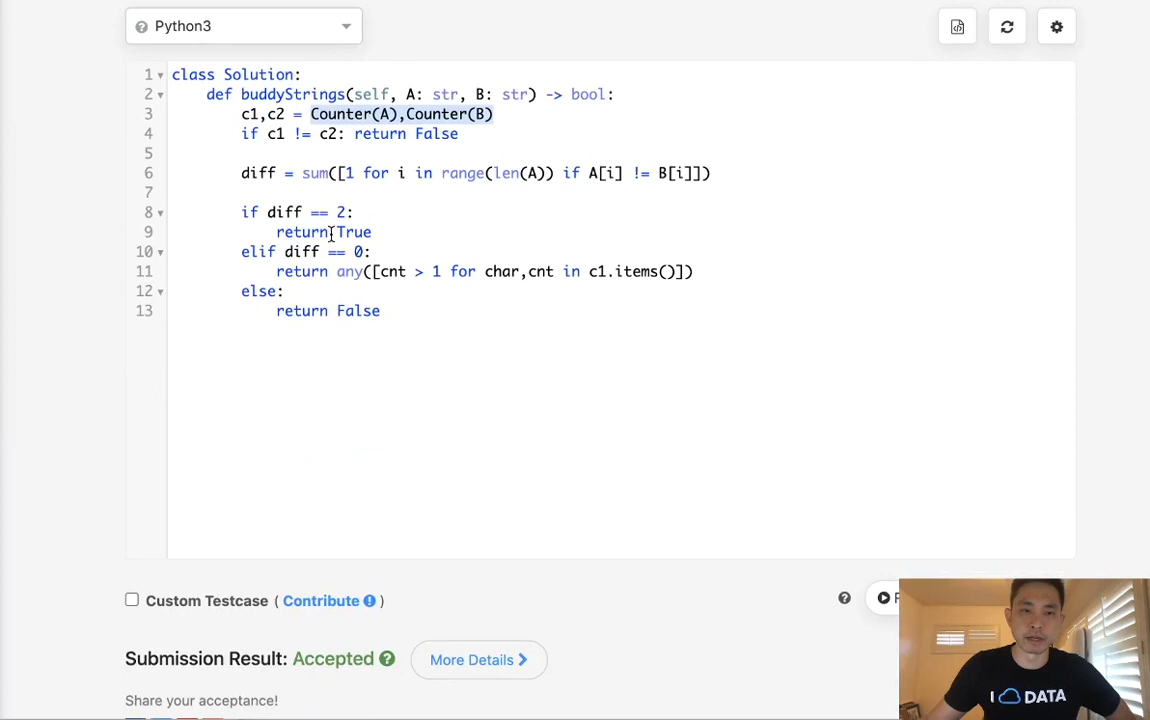 Python3
1 class Solution:
2 def buddyStrings(self, A: str, B: str) -> bool:
3 c1,c2 = Counter(A),Counter(B)
4 if c1 != c2: return False
5
6 diff = sum([1 for i in range(len(A)) if A[i] != B[i]])
7
8 if diff == 2:
9 return True
10 elif diff == 0:
11 return any([cnt > 1 for char,cnt in c1.items()])
12 else:
13 return False
Custom Testcase ( Contribute )
Submission Result: Accepted
More Details
Share your acceptance!
I DATA